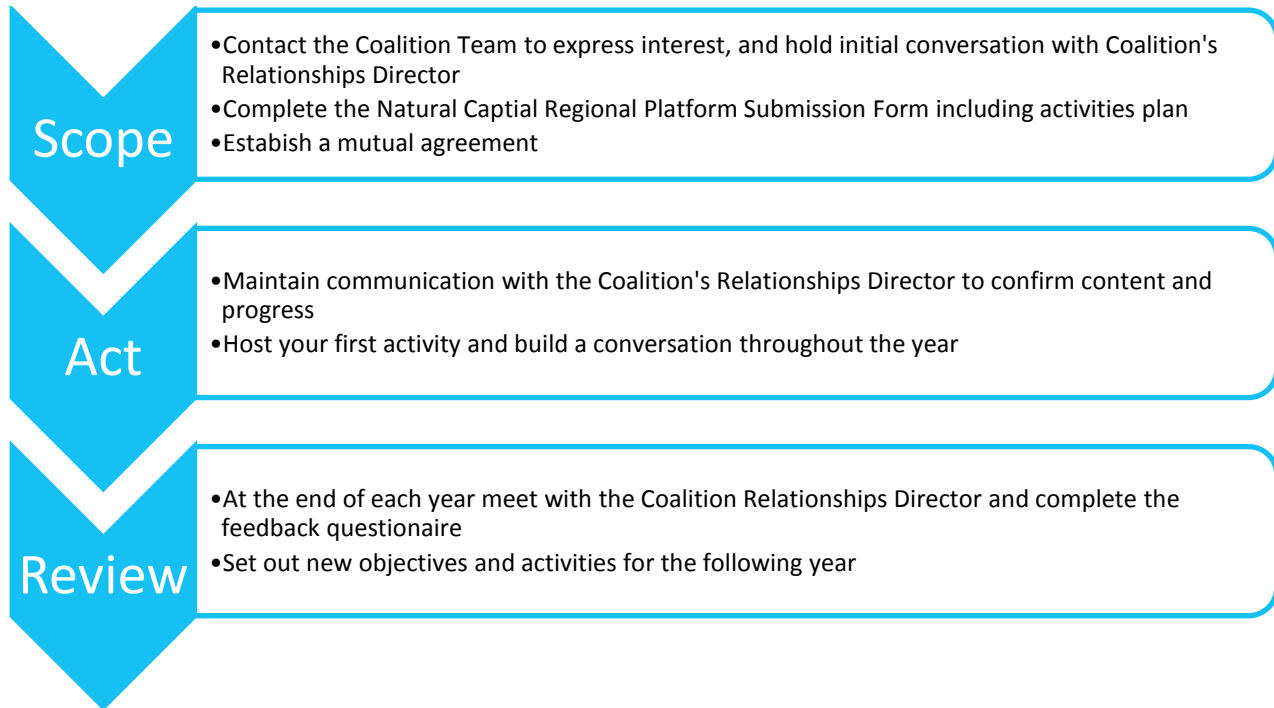 Scope
•Contact the Coalition Team to express interest, and hold initial conversation with Coalition's
Relationships Director
•Complete the Natural Captial Regional Platform Submission Form including activities plan
•Estabish a mutual agreement
Act
•Maintain communication with the Coalition's Relationships Director to confirm content and
progress
•Host your first activity and build a conversation throughout the year
Review
•At the end of each year meet with the Coalition Relationships Director and complete the
feedback questionaire
•Set out new objectives and activities for the following year